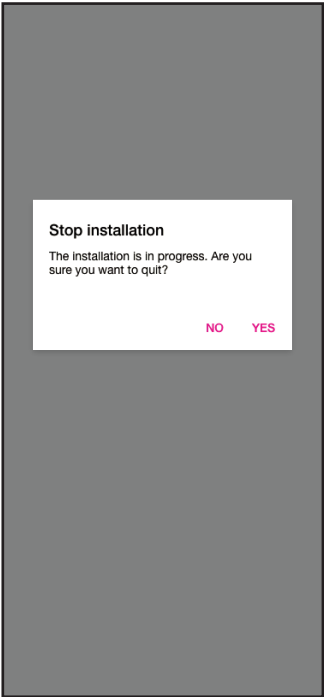 Stop installation
The installation is in progress. Are you
sure you want to quit?
NO YES